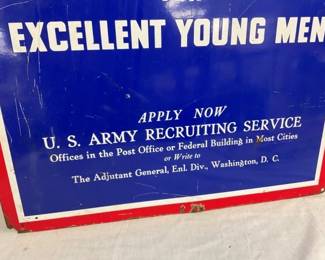 EXCELLENT YOUNG MEN
APPLY NOW
U. S. ARMY RECRUITING SERVICE
Offices in the Post Office or Federal Building in Most Cities
or Write to
The Adjutant General, Enl. Div., Washington, D. C.